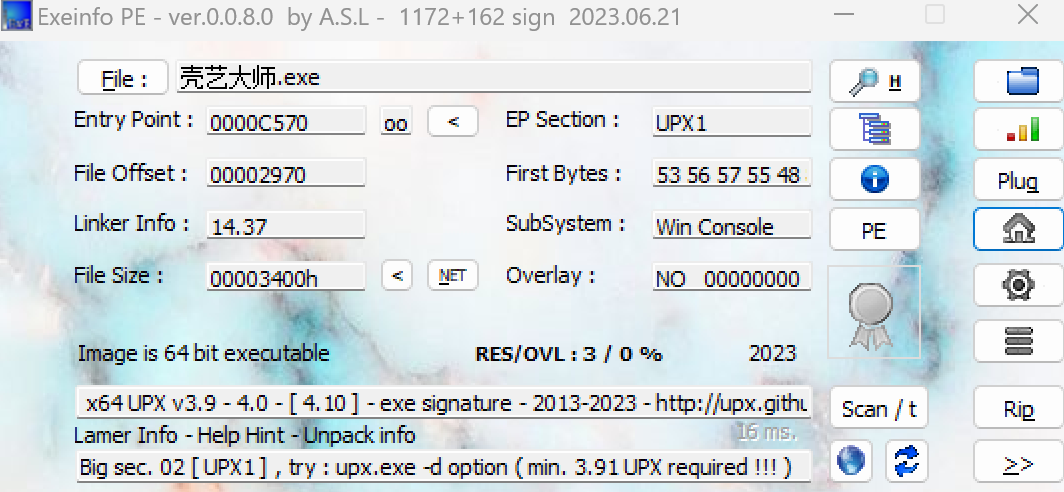 Exeinfo PE - ver.0.0.8.0 by A.S.L - 1172+162 sign 2023.06.21
File : 壳艺大师.exe H
Entry Point : 0000C570 oo < EP Section : UPX1
File Offset : 00002970 First Bytes : 53 56 57 55 48 Plug
Linker Info : 14.37 SubSystem : Win Console PE
File Size : 00003400h < NET Overlay : NO 00000000
Image is 64 bit executable RES/OVL : 3 / 0 % 2023
x64 UPX v3.9 - 4.0 - [ 4.10 ] - exe signature - 2013-2023 - http://upx.githu Scan / t Rip
Lamer Info - Help Hint - Unpack info 16 ms.
Big sec. 02 [ UPX1 ] , try : upx.exe -d option ( min. 3.91 UPX required !!! ) >>